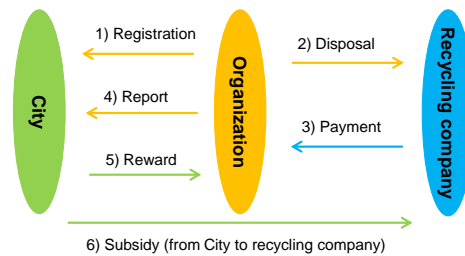 1) Registration
2) Disposal
City
Organization
Recycling company
4) Report
3) Payment
5) Reward
6) Subsidy (from City to recycling company)